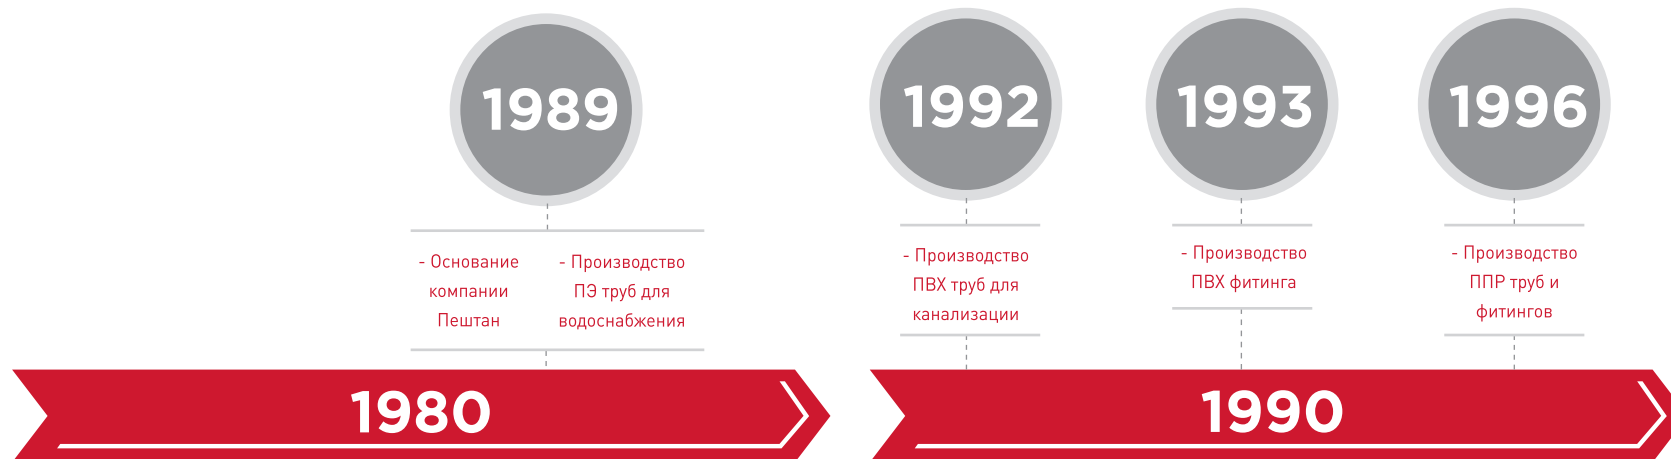 1989
- Основание
компании
Пештан
- Производство
ПЭ труб для
водоснабжения
1992
- Производство
ПВХ труб для
канализации
1993
- Производство
ПВХ фитинга
1996
- Производство
ППР труб и
фитингов
1980
1990